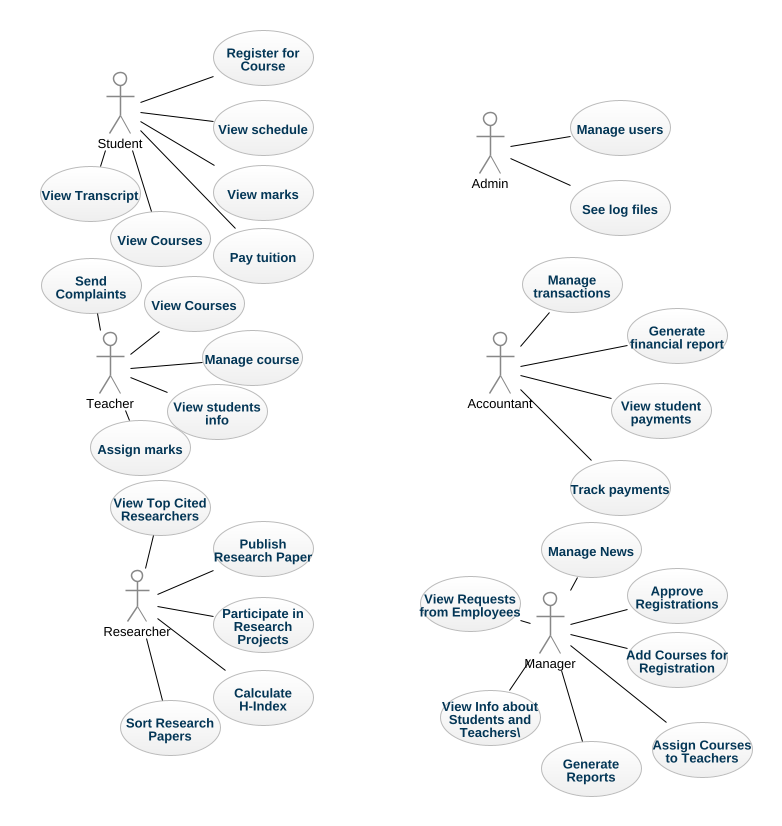 Register for
Course
View schedule
Student
View Transcript
View marks
View Courses
Pay tuition
Send
Complaints
View Courses
Manage course
Teacher
View students
info
Assign marks
View Top Cited
Researchers
Publish
Research Paper
Researcher
Participate in
Research
Projects
Calculate
H-Index
Sort Research
Papers
Manage users
Admin
See log files
Manage
transactions
Generate
financial report
Accountant
View student
payments
Track payments
Manage News
View Requests
from Employees
Approve
Registrations
Manager
Add Courses for
Registration
View Info about
Students and
Teachers\
Assign Courses
to Teachers
Generate
Reports